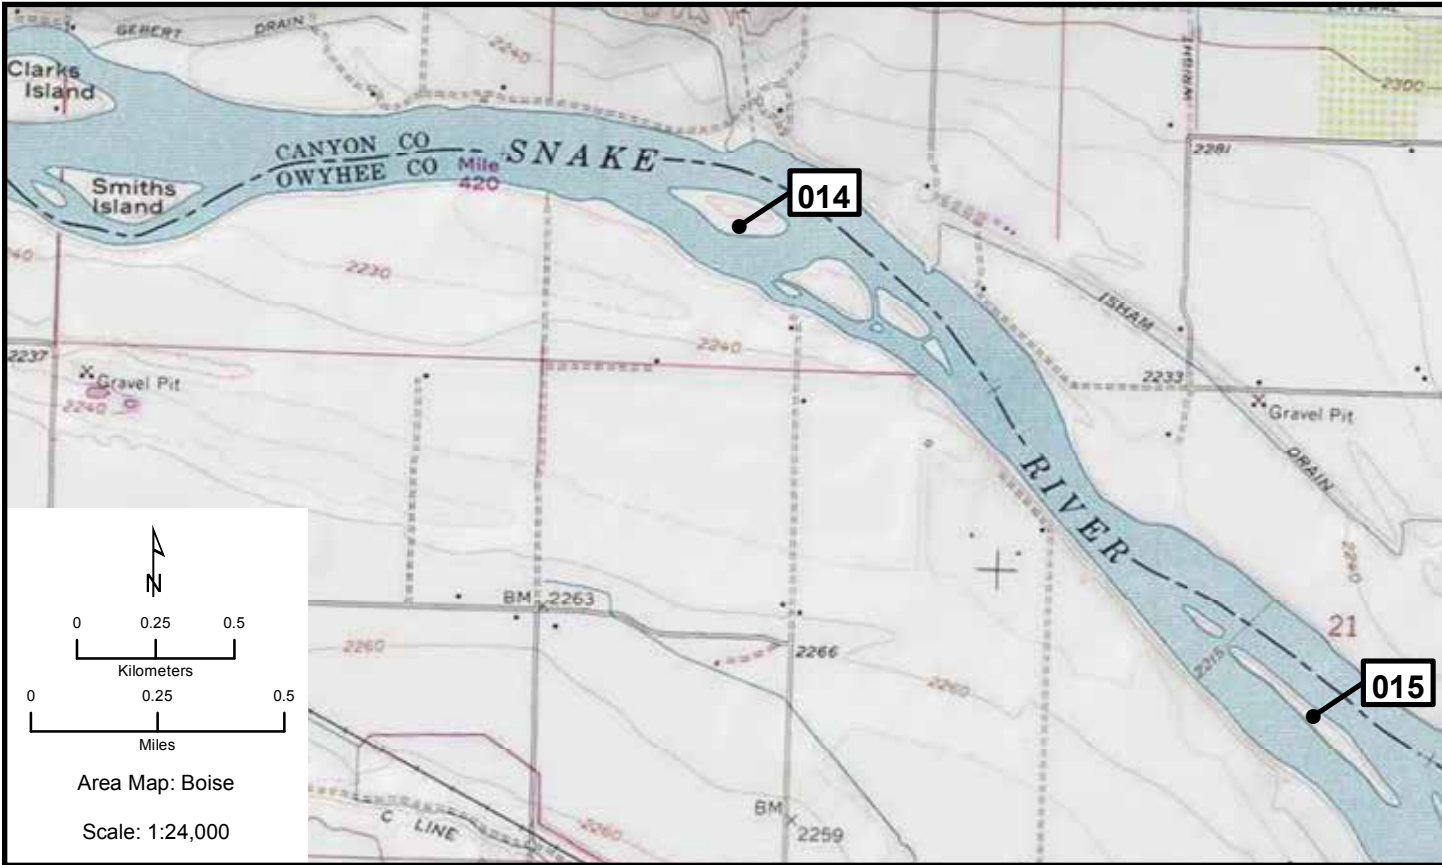 GEBERT DRAIN
LATERAL
Clarks
Island
2240
2300
2281
CANYON CO
OWYHEE CO
Mile
420
SNAKE
014
Smiths
Island
2230
ISHAM
2240
2237
Gravel Pit
2240
2233
Gravel Pit
DRAIN
RIVER
2240
N
0 0.25 0.5
Kilometers
0 0.25 0.5
Miles
Area Map: Boise
Scale: 1:24,000
BM 2263
2260
2266
2260
21
2215
015
C LINE
2260
BM
2259